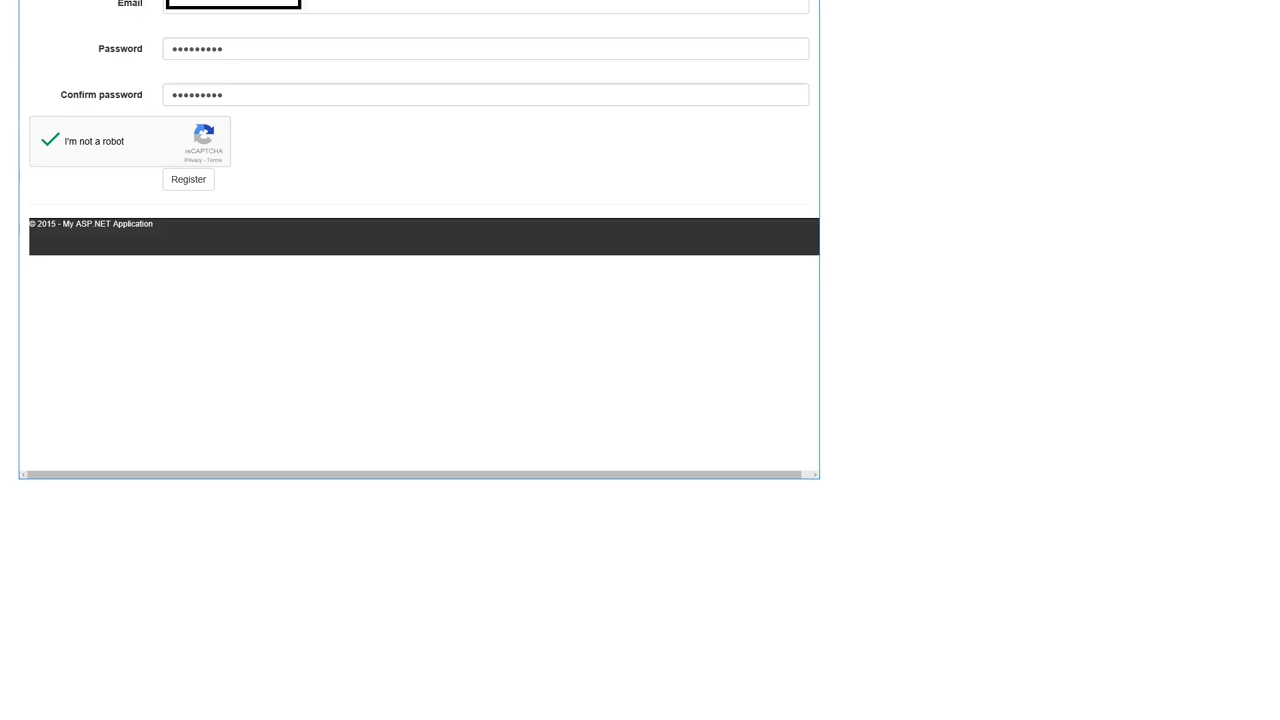 Email
Password
•••••••••
Confirm password
•••••••••
I'm not a robot
reCAPTCHA
Privacy - Terms
Register
© 2015 - My ASP.NET Application